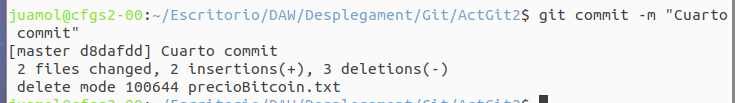 juamol@cfgs2-00:~/Escritorio/DAW/Desplegament/Git/ActGit2$ git commit -m "Cuarto
 commit"
[master d8dafdd] Cuarto commit
 2 files changed, 2 insertions(+), 3 deletions(-)
 delete mode 100644 precioBitcoin.txt
juamol@cfgs2-00:~/Escritorio/DAW/Desplegament/Git/ActGit2$